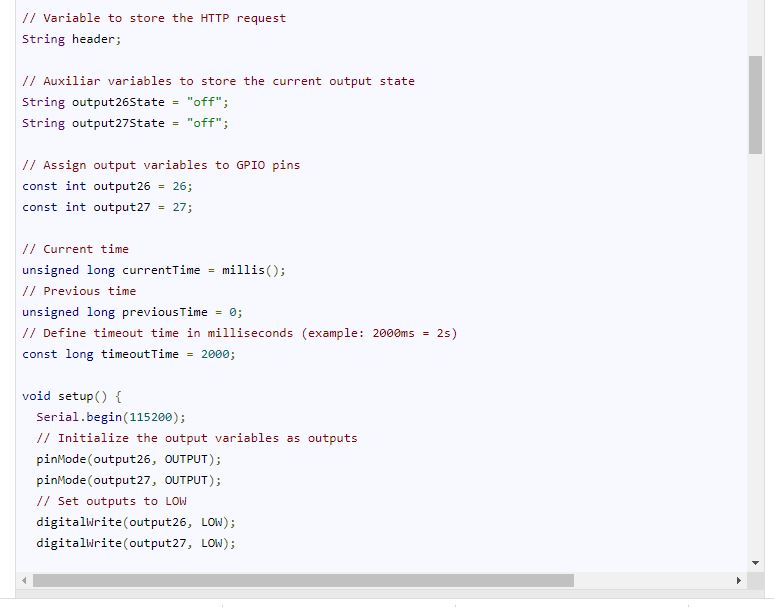 // Variable to store the HTTP request
String header;
// Auxiliar variables to store the current output state
String output26State = "off";
String output27State = "off";
// Assign output variables to GPIO pins
const int output26 = 26;
const int output27 = 27;
// Current time
unsigned long currentTime = millis();
// Previous time
unsigned long previousTime = 0;
// Define timeout time in milliseconds (example: 2000ms = 2s)
const long timeoutTime = 2000;
void setup() {
  Serial.begin(115200);
  // Initialize the output variables as outputs
  pinMode(output26, OUTPUT);
  pinMode(output27, OUTPUT);
  // Set outputs to LOW
  digitalWrite(output26, LOW);
  digitalWrite(output27, LOW);